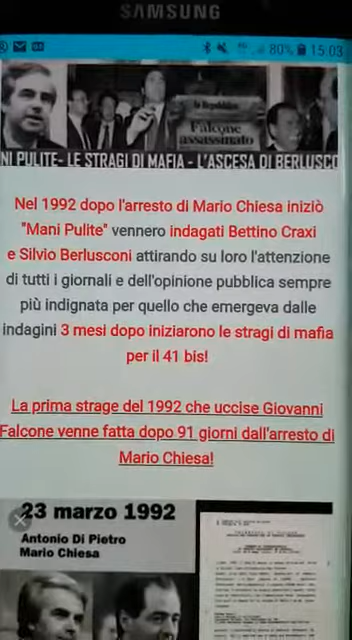 SAMSUNG
80% 15:03
la Repubblica
Falcone
assassinato
NI PULITE- LE STRAGI DI MAFIA - L'ASCESA DI BERLUSCO
Nel 1992 dopo l'arresto di Mario Chiesa iniziò
"Mani Pulite" vennero indagati Bettino Craxi
e Silvio Berlusconi attirando su loro l'attenzione
di tutti i giornali e dell'opinione pubblica sempre
più indignata per quello che emergeva dalle
indagini 3 mesi dopo iniziarono le stragi di mafia
per il 41 bis!
La prima strage del 1992 che uccise Giovanni
Falcone venne fatta dopo 91 giorni dall'arresto di
Mario Chiesa!
23 marzo 1992
Antonio Di Pietro
Mario Chiesa